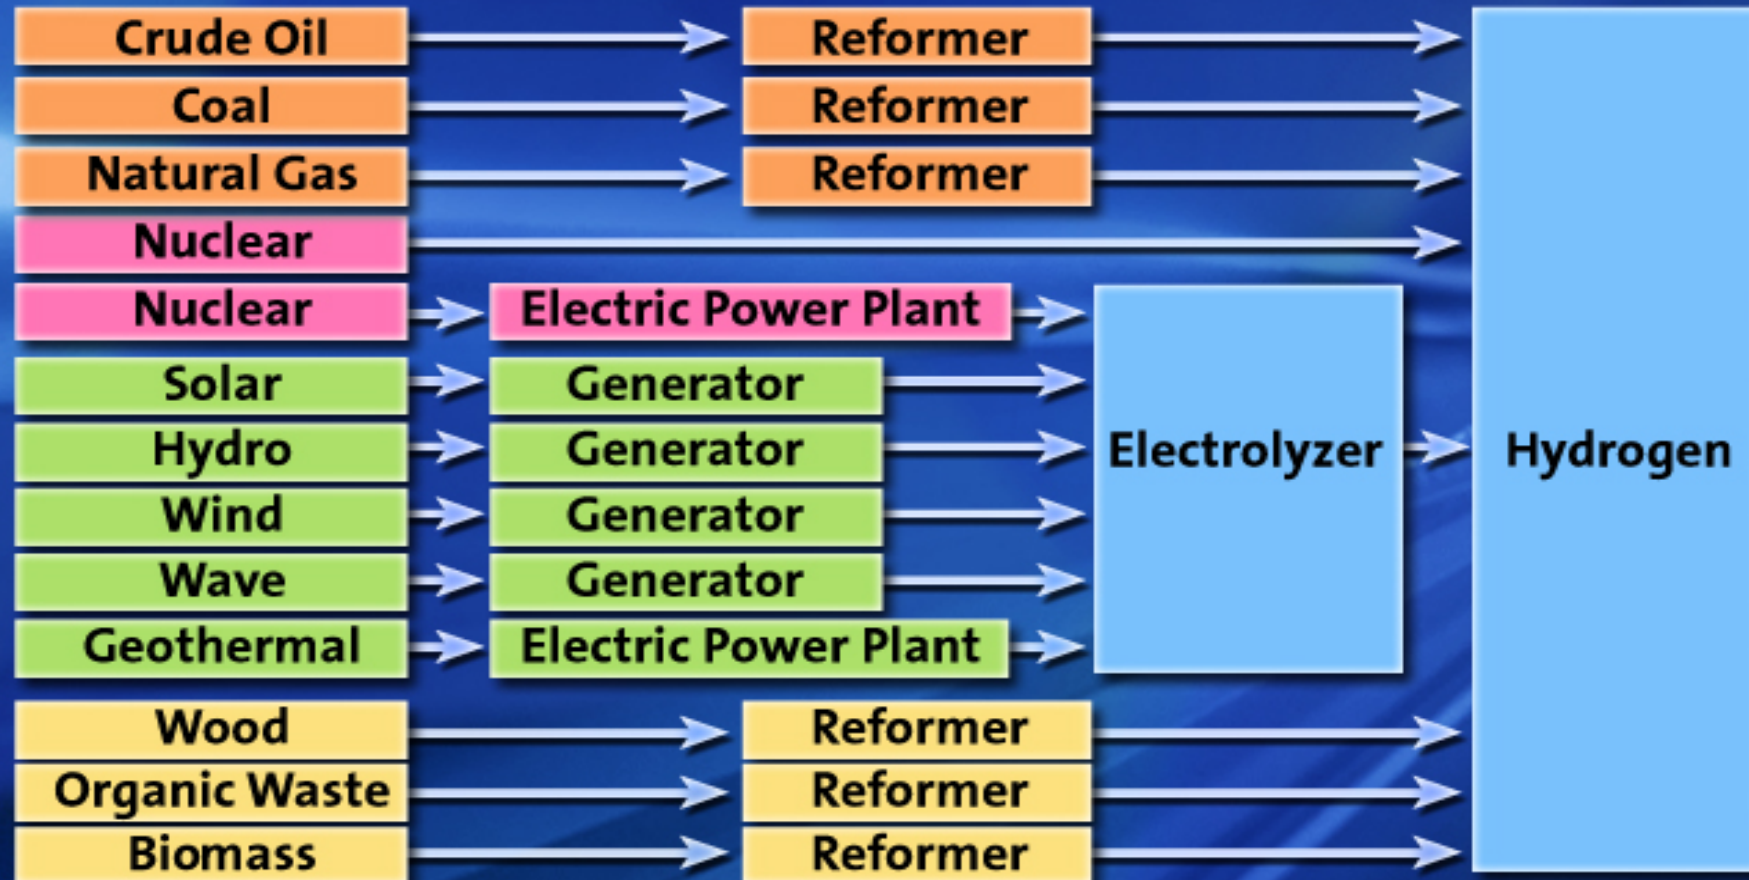 Crude Oil
Reformer
Coal
Reformer
Natural Gas
Reformer
Nuclear
Nuclear
Electric Power Plant
Solar
Generator
Hydro
Generator
Electrolyzer
Hydrogen
Wind
Generator
Wave
Generator
Geothermal
Electric Power Plant
Wood
Reformer
Organic Waste
Reformer
Biomass
Reformer